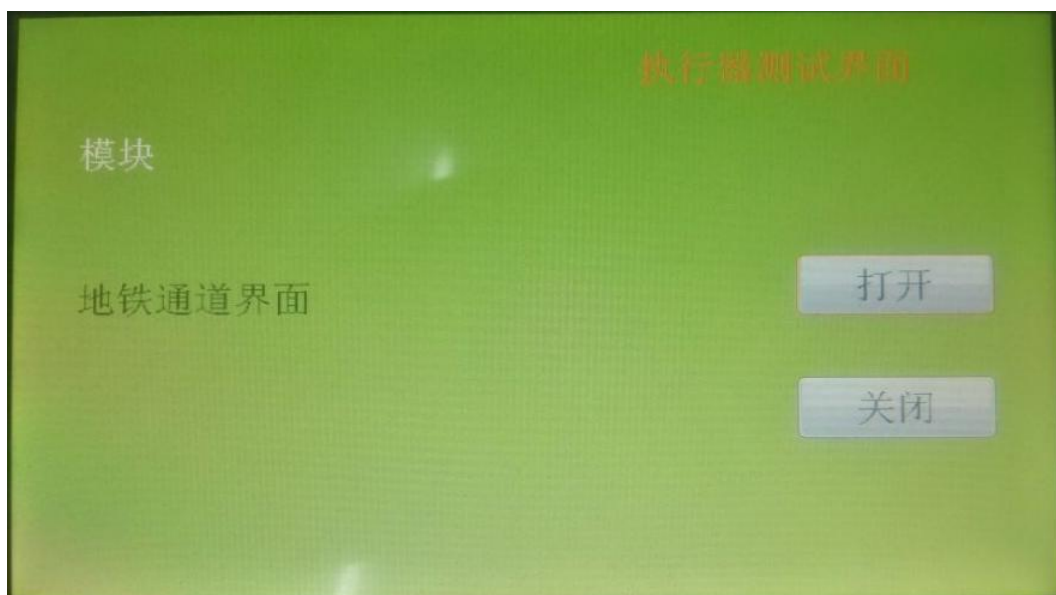 执行器测试界面
模块
地铁通道界面
打开
关闭